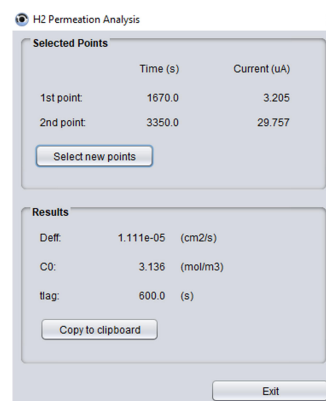 H2 Permeation Analysis
Selected Points
Time (s) Current (uA)
1st point: 1670.0 3.205
2nd point: 3350.0 29.757
Select new points
Results
Deff: 1.111e-05 (cm2/s)
C0: 3.136 (mol/m3)
tlag: 600.0 (s)
Copy to clipboard
Exit